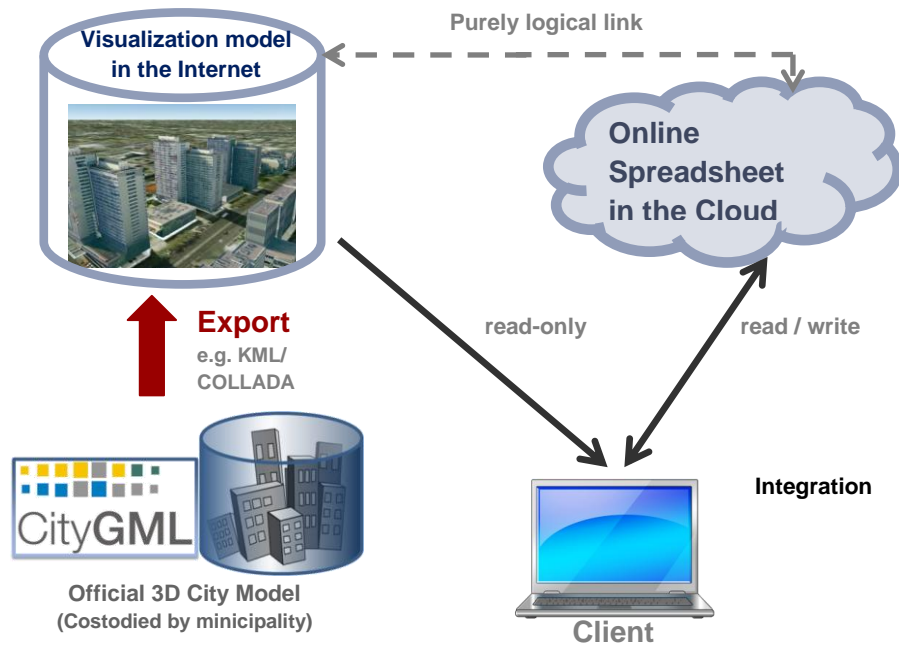 Purely logical link
Visualization model
in the Internet
Online
Spreadsheet
in the Cloud
Export
e.g. KML/
COLLADA
read-only
read / write
CityGML
Integration
Official 3D City Model
(Costodied by minicipality)
Client